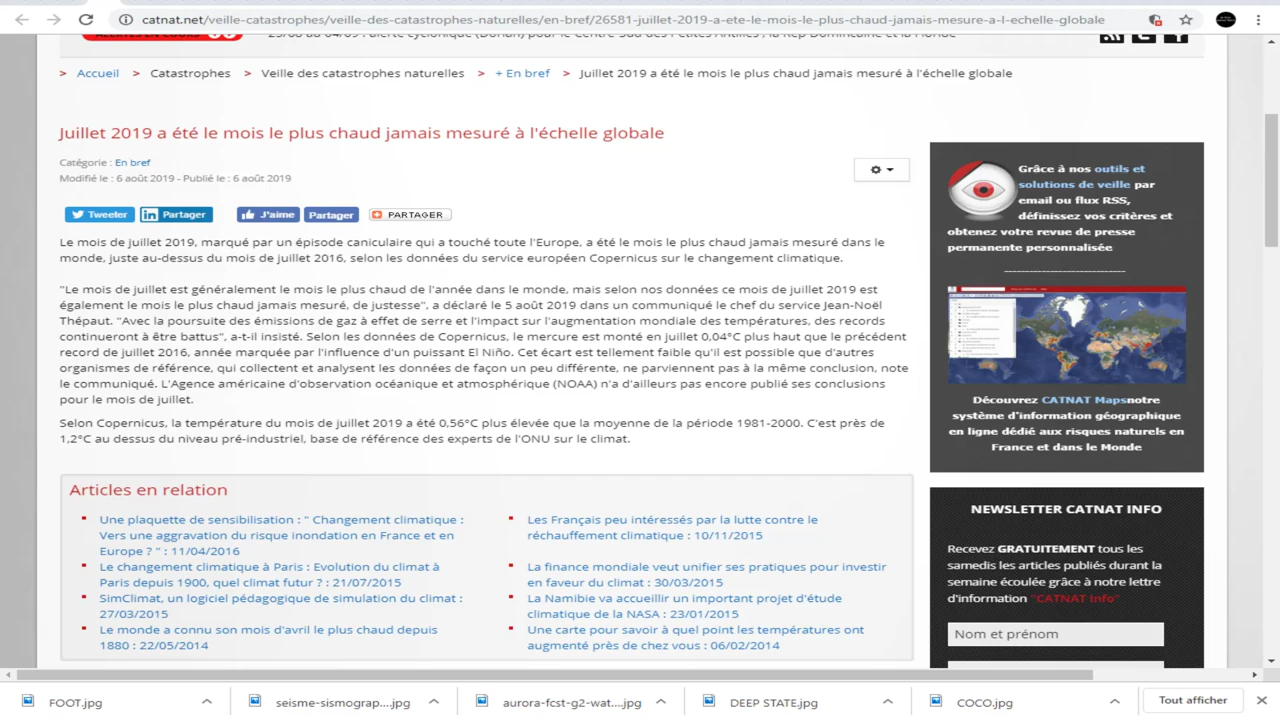 catnat.net/veille-catastrophes/veille-des-catastrophes-naturelles/en-bref/26581-juillet-2019-a-ete-le-mois-le-plus-chaud-jamais-mesure-a-l-echelle-globale
ALERTES EN COURS
25/08 au 04/09 : alerte cyclonique (Dorian) pour le Centre-Sud des Petites Antilles, la Rép Dominicaine et la Morne
> Accueil > Catastrophes > Veille des catastrophes naturelles > + En bref > Juillet 2019 a été le mois le plus chaud jamais mesuré à l'échelle globale
Juillet 2019 a été le mois le plus chaud jamais mesuré à l'échelle globale
Catégorie : En bref
Modifié le : 6 août 2019 - Publié le : 6 août 2019
Tweeter Partager J'aime Partager PARTAGER
Le mois de juillet 2019, marqué par un épisode caniculaire qui a touché toute l'Europe, a été le mois le plus chaud jamais mesuré dans le
monde, juste au-dessus du mois de juillet 2016, selon les données du service européen Copernicus sur le changement climatique.
"Le mois de juillet est généralement le mois le plus chaud de l'année dans le monde, mais selon nos données ce mois de juillet 2019 est
également le mois le plus chaud jamais mesuré, de justesse". a déclaré le 5 août 2019 dans un communiqué le chef du service Jean-Noël
Thépaut. "Avec la poursuite des émissions de gaz à effet de serre et l'impact sur l'augmentation mondiale des températures, des records
continueront à être battus", a-t-il insisté. Selon les données de Copernicus, le mercure est monté en juillet 0,04°C plus haut que le précédent
record de juillet 2016, année marquée par l'influence d'un puissant El Niño. Cet écart est tellement faible qu'il est possible que d'autres
organismes de référence, qui collectent et analysent les données de façon un peu différente, ne parviennent pas à la même conclusion, note
le communiqué. L'Agence américaine d'observation océanique et atmosphérique (NOAA) n'a d'ailleurs pas encore publié ses conclusions
pour le mois de juillet.
Selon Copernicus, la température du mois de juillet 2019 a été 0,56°C plus élevée que la moyenne de la période 1981-2000. C'est près de
1,2°C au dessus du niveau pré-industriel, base de référence des experts de l'ONU sur le climat.
Articles en relation
Une plaquette de sensibilisation : " Changement climatique :
Vers une aggravation du risque inondation en France et en
Europe ? " : 11/04/2016
Le changement climatique à Paris : Evolution du climat à
Paris depuis 1900, quel climat futur ? : 21/07/2015
SimClimat, un logiciel pédagogique de simulation du climat :
27/03/2015
Le monde a connu son mois d'avril le plus chaud depuis
1880 : 22/05/2014
Les Français peu intéressés par la lutte contre le
réchauffement climatique : 10/11/2015
La finance mondiale veut unifier ses pratiques pour investir
en faveur du climat : 30/03/2015
La Namibie va accueillir un important projet d'étude
climatique de la NASA : 23/01/2015
Une carte pour savoir à quel point les températures ont
augmenté près de chez vous : 06/02/2014
Grâce à nos outils et
solutions de veille par
email ou flux RSS,
définissez vos critères et
obtenez votre revue de presse
permanente personnalisée
------------------------------
Découvrez CATNAT Mapsnotre
système d'information géographique
en ligne dédié aux risques naturels en
France et dans le Monde
NEWSLETTER CATNAT INFO
Recevez GRATUITEMENT tous les
samedis les articles publiés durant la
semaine écoulée grâce à notre lettre
d'information "CATNAT Info"
Nom et prénom
FOOT.jpg seisme-sismograp....jpg aurora-fcst-g2-wat....jpg DEEP STATE.jpg COCO.jpg Tout afficher